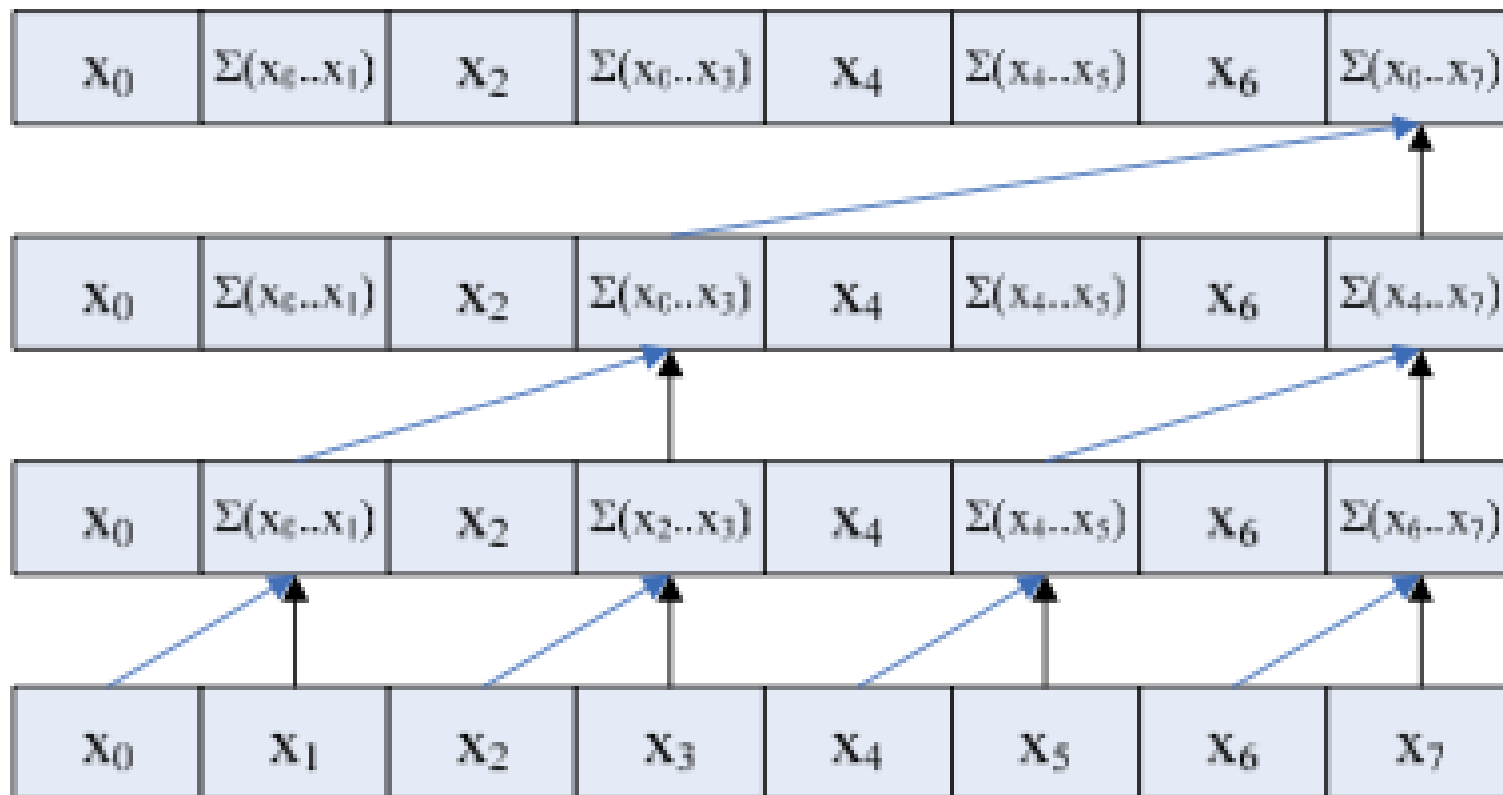 x₀ Σ(x₀..x₁) x₂ Σ(x₀..x₃) x₄ Σ(x₄..x₅) x₆ Σ(x₀..x₇)
x₀ Σ(x₀..x₁) x₂ Σ(x₀..x₃) x₄ Σ(x₄..x₅) x₆ Σ(x₄..x₇)
x₀ Σ(x₀..x₁) x₂ Σ(x₂..x₃) x₄ Σ(x₄..x₅) x₆ Σ(x₆..x₇)
x₀ x₁ x₂ x₃ x₄ x₅ x₆ x₇